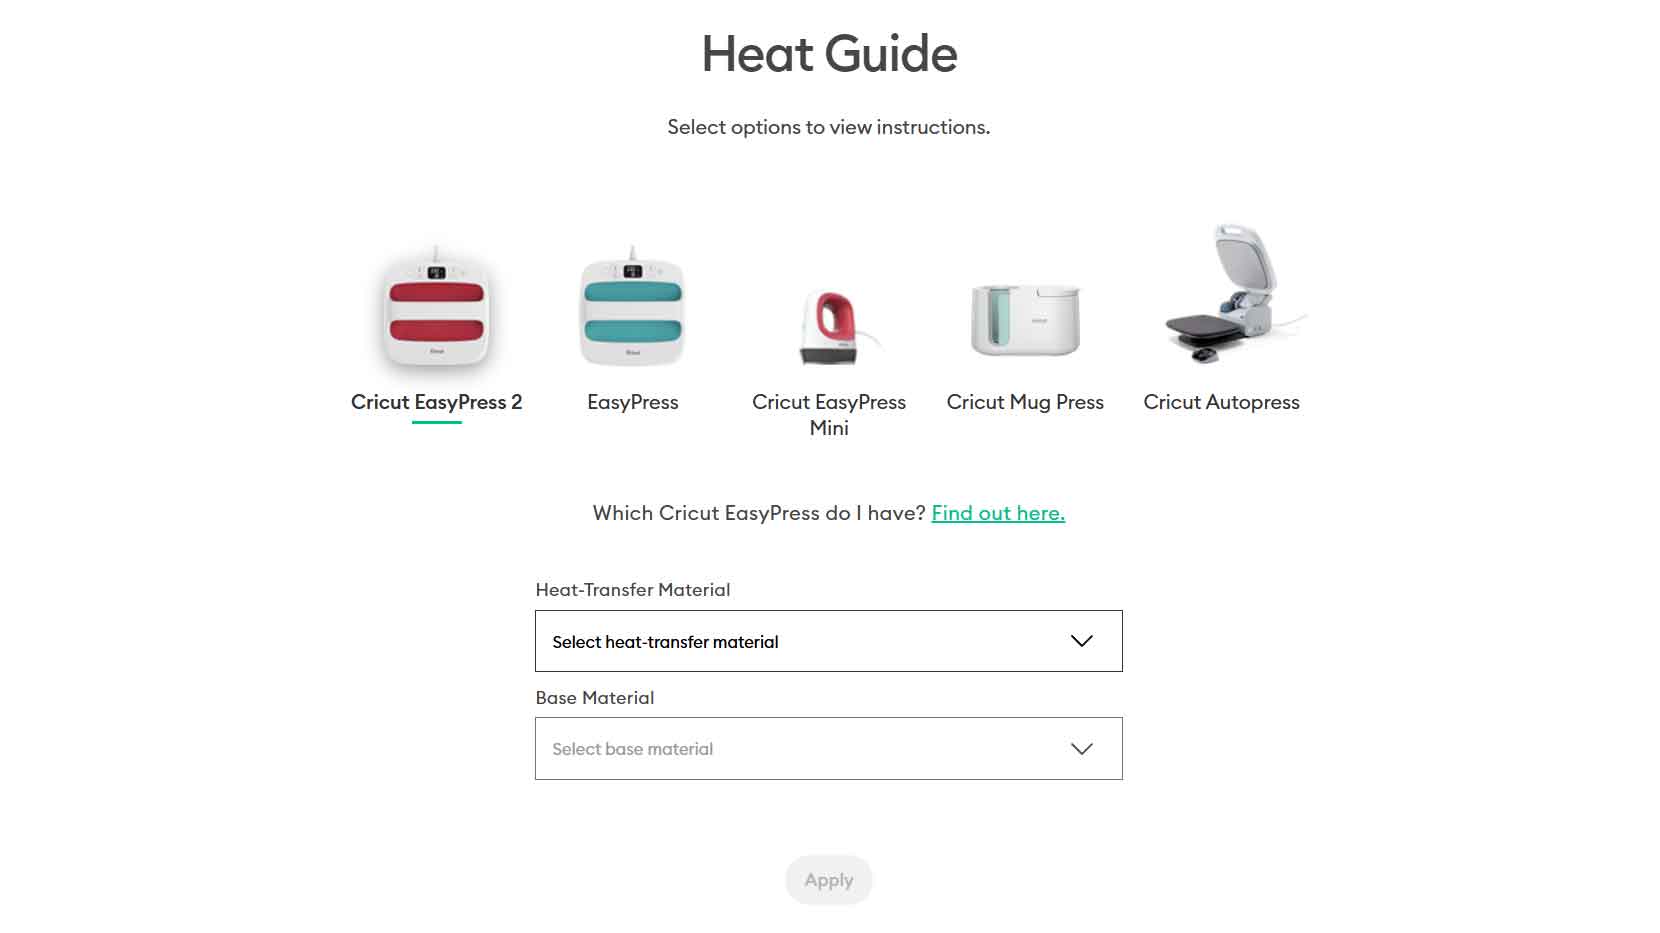 Heat Guide
Select options to view instructions.
Cricut EasyPress 2
EasyPress
Cricut EasyPress
Mini
Cricut Mug Press
Cricut Autopress
Which Cricut EasyPress do I have? Find out here.
Heat-Transfer Material
Select heat-transfer material
Base Material
Select base material
Apply